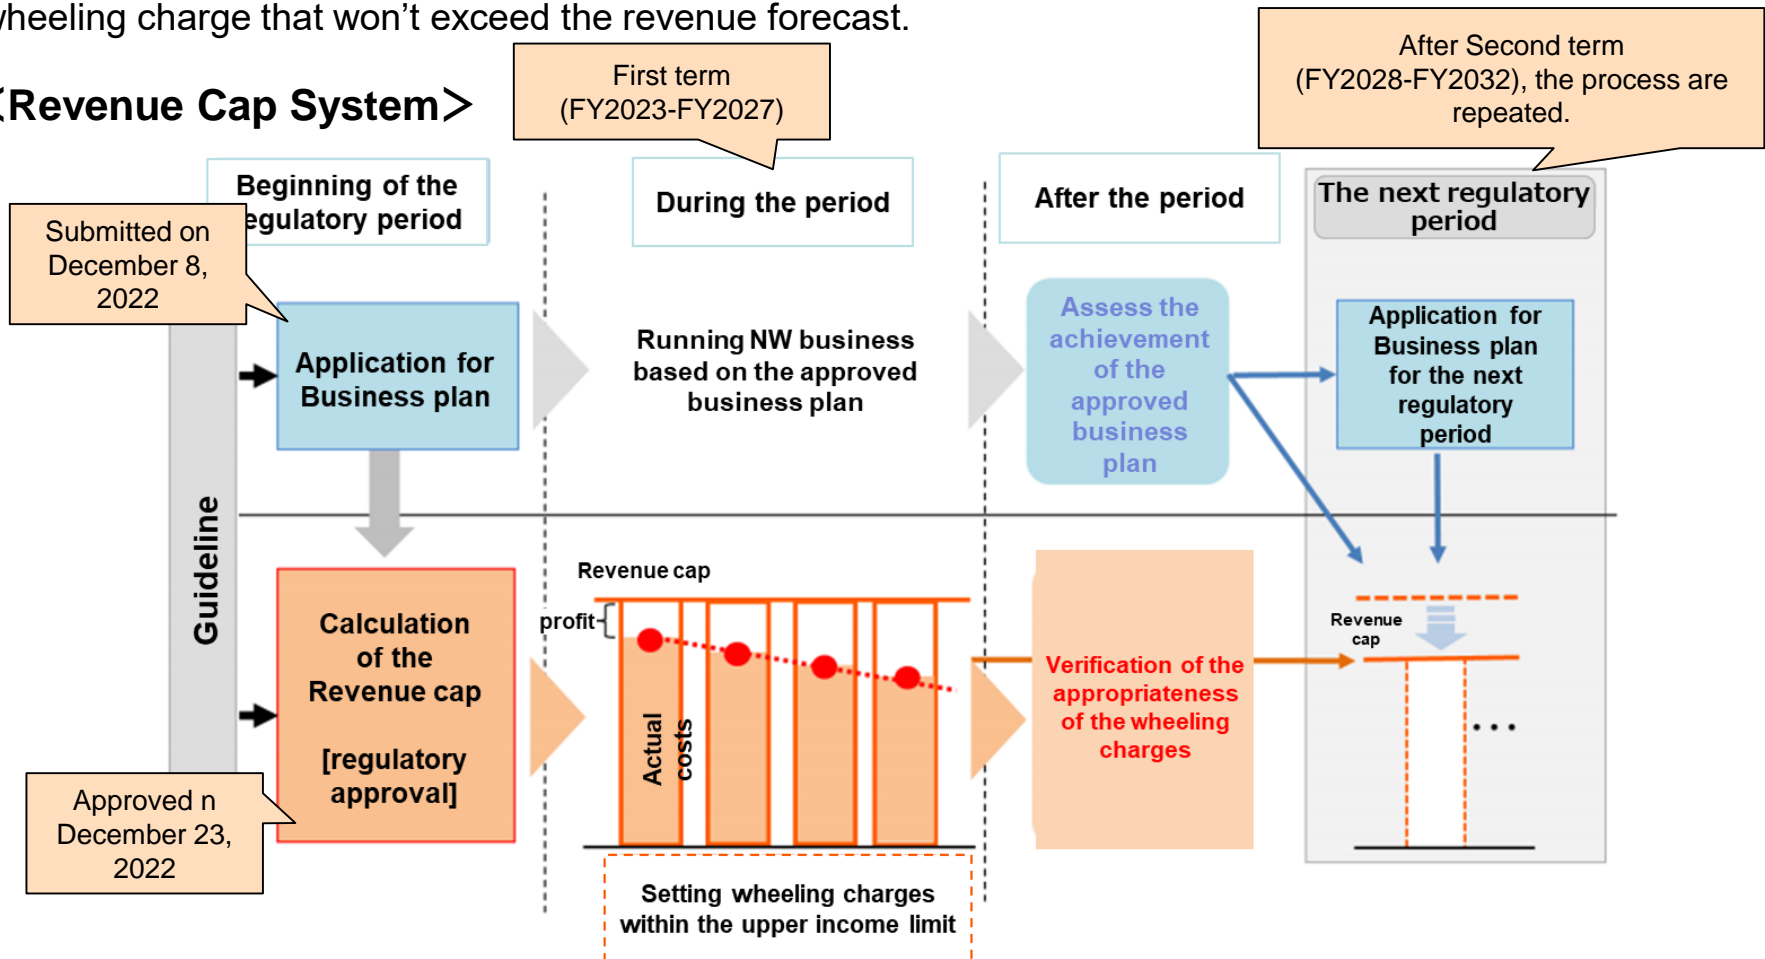 wheeling charge that won't exceed the revenue forecast.
<Revenue Cap System>
First term
(FY2023-FY2027)
After Second term
(FY2028-FY2032), the process are
repeated.
Beginning of the
regulatory period
During the period
After the period
The next regulatory
period
Submitted on
December 8,
2022
Guideline
Application for
Business plan
Running NW business
based on the approved
business plan
Assess the
achievement
of the
approved
business
plan
Application for
Business plan
for the next
regulatory
period
Calculation
of the
Revenue cap
[regulatory
approval]
Approved n
December 23,
2022
Revenue cap
profit
Actual
costs
Setting wheeling charges
within the upper income limit
Verification of the
appropriateness
of the wheeling
charges
Revenue
cap
...